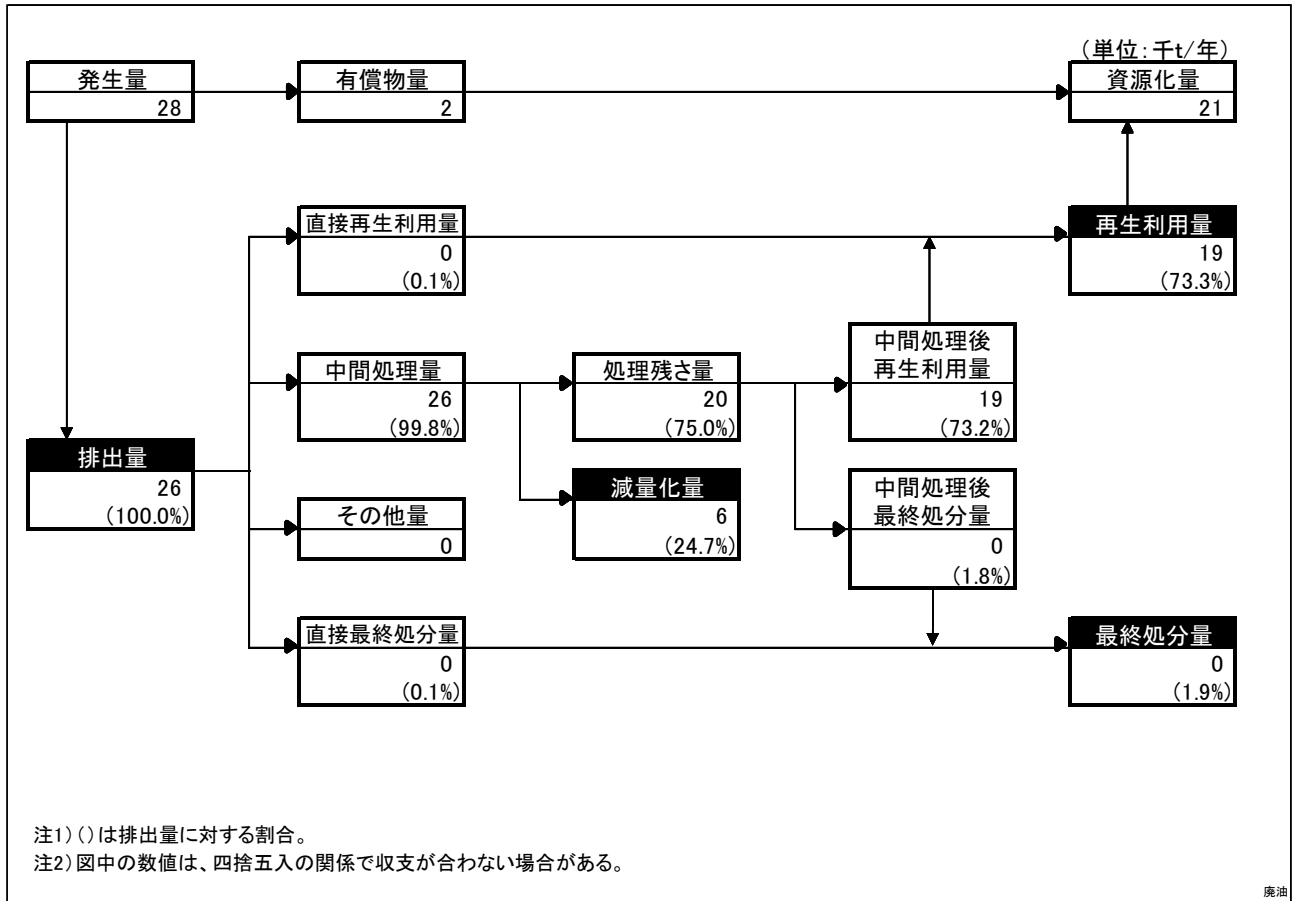 (単位:千t/年)
発生量
28
有償物量
2
資源化量
21
直接再生利用量
0
(0.1%)
再生利用量
19
(73.3%)
中間処理量
26
(99.8%)
処理残さ量
20
(75.0%)
中間処理後
再生利用量
19
(73.2%)
排出量
26
(100.0%)
減量化量
6
(24.7%)
中間処理後
最終処分量
0
(1.8%)
その他量
0
直接最終処分量
0
(0.1%)
最終処分量
0
(1.9%)
注1)()は排出量に対する割合。
注2)図中の数値は、四捨五入の関係で収支が合わない場合がある。
廃油